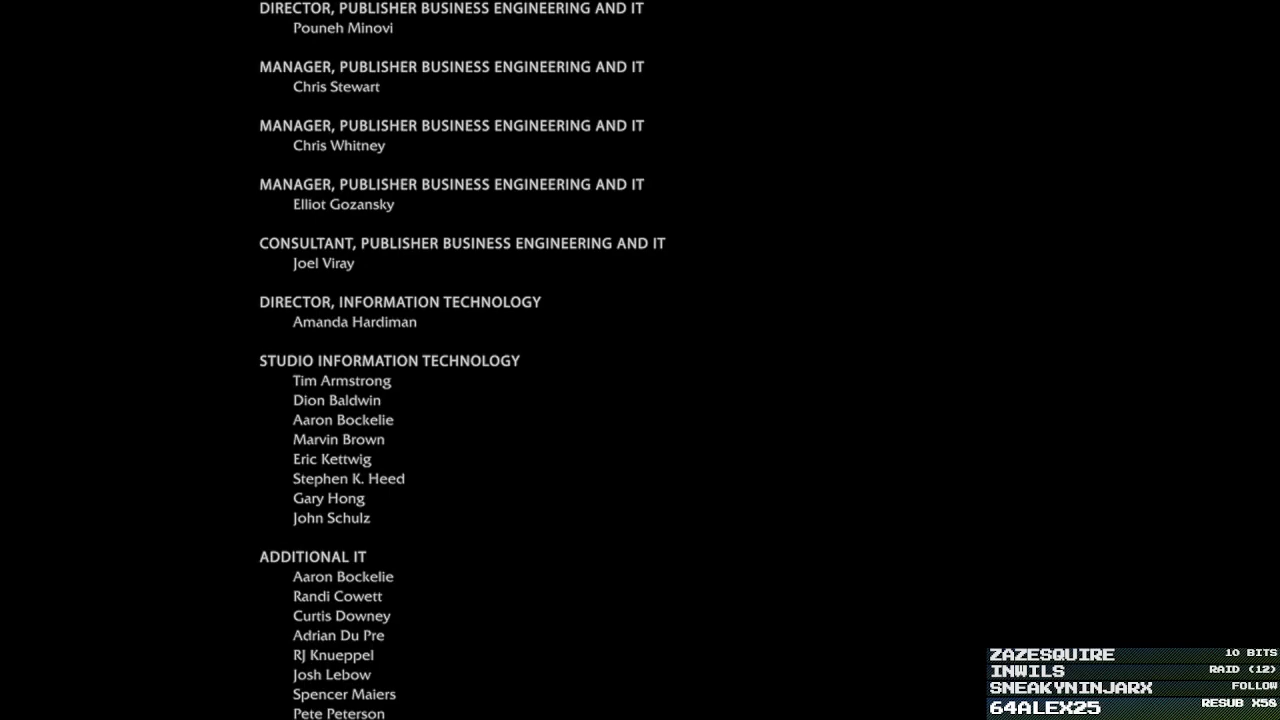 DIRECTOR, PUBLISHER BUSINESS ENGINEERING AND IT
Pouneh Minovi
MANAGER, PUBLISHER BUSINESS ENGINEERING AND IT
Chris Stewart
MANAGER, PUBLISHER BUSINESS ENGINEERING AND IT
Chris Whitney
MANAGER, PUBLISHER BUSINESS ENGINEERING AND IT
Elliot Gozansky
CONSULTANT, PUBLISHER BUSINESS ENGINEERING AND IT
Joel Viray
DIRECTOR, INFORMATION TECHNOLOGY
Amanda Hardiman
STUDIO INFORMATION TECHNOLOGY
Tim Armstrong
Dion Baldwin
Aaron Bockelie
Marvin Brown
Eric Kettwig
Stephen K. Heed
Gary Hong
John Schulz
ADDITIONAL IT
Aaron Bockelie
Randi Cowett
Curtis Downey
Adrian Du Pre
RJ Knueppel
Josh Lebow
Spencer Maiers
Pete Peterson
ZAZESQUIRE 10 BITS
INWILS RAID (12)
SNEAKYNINJARX FOLLOW
64ALEX25 RESUB X50